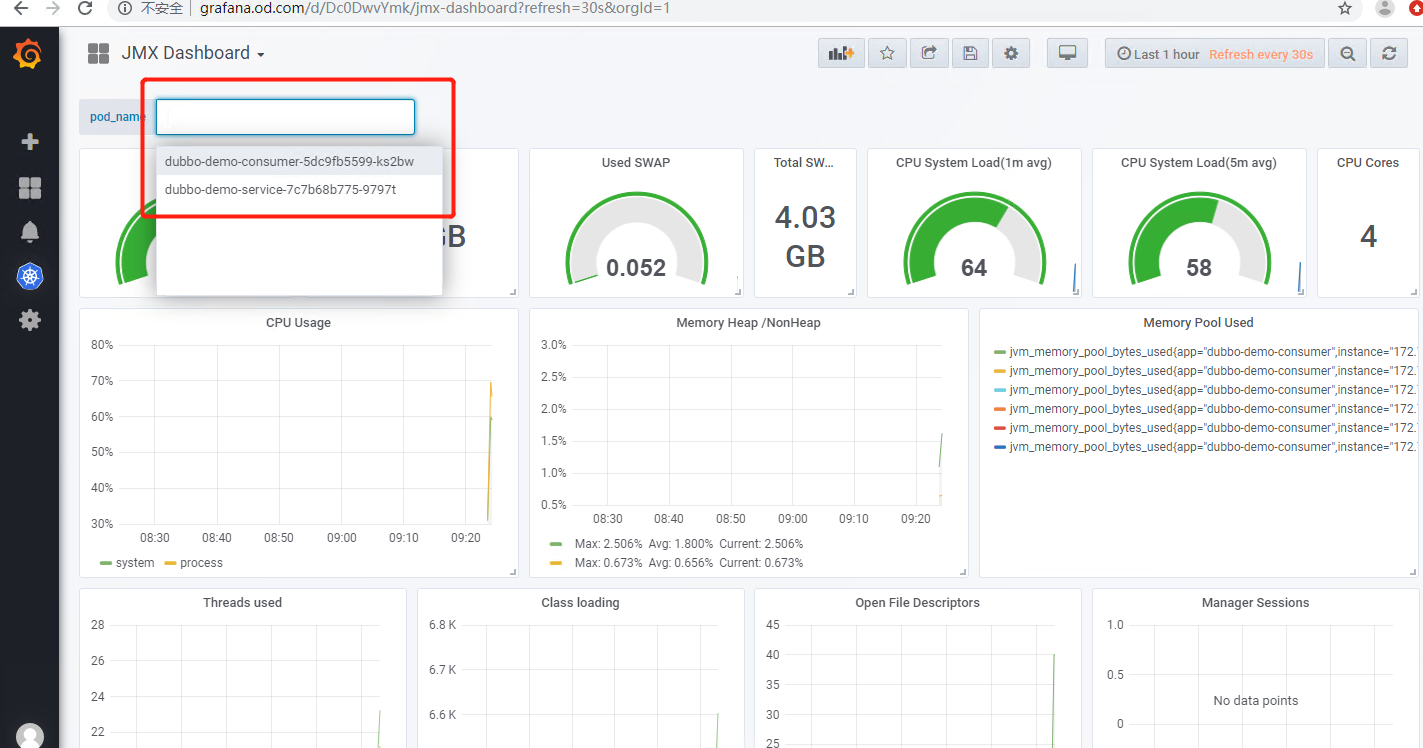 不安全 grafana.od.com/d/Dc0DwvYmk/jmx-dashboard?refresh=30s&orgId=1
JMX Dashboard
Last 1 hour Refresh every 30s
pod_name
dubbo-demo-consumer-5dc9fb5599-ks2bw
dubbo-demo-service-7c7b68b775-9797t
GB
Used SWAP
0.052
Total SW...
4.03
GB
CPU System Load(1m avg)
64
CPU System Load(5m avg)
58
CPU Cores
4
CPU Usage
80%
70%
60%
50%
40%
30%
08:30 08:40 08:50 09:00 09:10 09:20
system process
Memory Heap /NonHeap
3.0%
2.5%
2.0%
1.5%
1.0%
0.5%
08:30 08:40 08:50 09:00 09:10 09:20
Max: 2.506% Avg: 1.800% Current: 2.506%
Max: 0.673% Avg: 0.656% Current: 0.673%
Memory Pool Used
jvm_memory_pool_bytes_used{app="dubbo-demo-consumer",instance="172.
jvm_memory_pool_bytes_used{app="dubbo-demo-consumer",instance="172.
jvm_memory_pool_bytes_used{app="dubbo-demo-consumer",instance="172.
jvm_memory_pool_bytes_used{app="dubbo-demo-consumer",instance="172.
jvm_memory_pool_bytes_used{app="dubbo-demo-consumer",instance="172.
jvm_memory_pool_bytes_used{app="dubbo-demo-consumer",instance="172.
Threads used
28
26
24
22
Class loading
6.8 K
6.7 K
6.6 K
Open File Descriptors
45
40
35
30
25
Manager Sessions
1.0
0.5
0
No data points